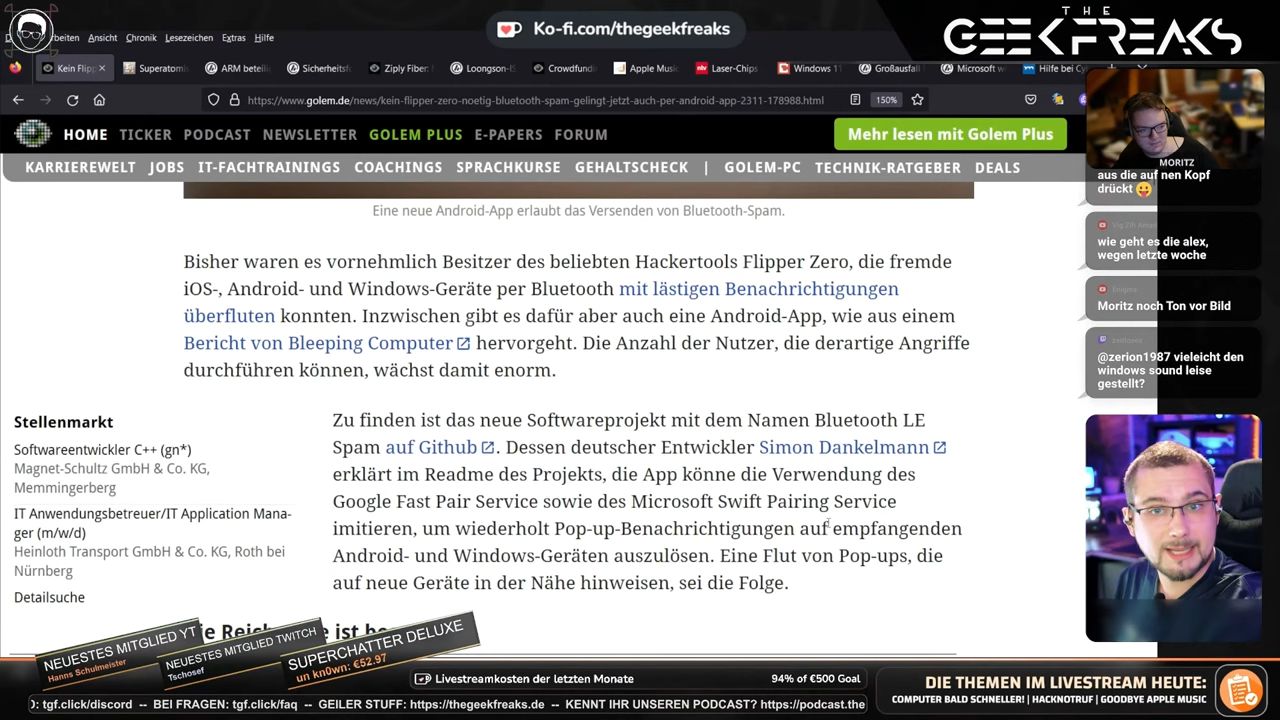 Ko-fi.com/thegeekfreaks
THE
GEEKFREAKS
Ansicht Chronik Lesezeichen Extras Hilfe
Kein Flipp
Superatomi
ARM beteil
Sicherheitsf
Ziply Fiber:
Loongson-
Crowdfundi
Apple Music
Laser-Chips
Windows 11
Großausfall
Microsoft w
Hilfe bei Cy
https://www.golem.de/news/kein-flipper-zero-noetig-bluetooth-spam-gelingt-jetzt-auch-per-android-app-2311-178988.html
150%
HOME TICKER PODCAST NEWSLETTER GOLEM PLUS E-PAPERS FORUM
Mehr lesen mit Golem Plus
KARRIEREWELT JOBS IT-FACHTRAININGS COACHINGS SPRACHKURSE GEHALTSCHECK | GOLEM-PC TECHNIK-RATGEBER DEALS
Eine neue Android-App erlaubt das Versenden von Bluetooth-Spam.
Bisher waren es vornehmlich Besitzer des beliebten Hackertools Flipper Zero, die fremde
iOS-, Android- und Windows-Geräte per Bluetooth mit lästigen Benachrichtigungen
überfluten konnten. Inzwischen gibt es dafür aber auch eine Android-App, wie aus einem
Bericht von Bleeping Computer hervorgeht. Die Anzahl der Nutzer, die derartige Angriffe
durchführen können, wächst damit enorm.
Stellenmarkt
Softwareentwickler C++ (gn*)
Magnet-Schultz GmbH & Co. KG,
Memmingerberg
IT Anwendungsbetreuer/IT Application Mana-
ger (m/w/d)
Heinloth Transport GmbH & Co. KG, Roth bei
Nürnberg
Detailsuche
Zu finden ist das neue Softwareprojekt mit dem Namen Bluetooth LE
Spam auf Github. Dessen deutscher Entwickler Simon Dankelmann
erklärt im Readme des Projekts, die App könne die Verwendung des
Google Fast Pair Service sowie des Microsoft Swift Pairing Service
imitieren, um wiederholt Pop-up-Benachrichtigungen auf empfangenden
Android- und Windows-Geräten auszulösen. Eine Flut von Pop-ups, die
auf neue Geräte in der Nähe hinweisen, sei die Folge.
MORITZ
aus die auf nen Kopf
drückt 😜
wie geht es die alex,
wegen letzte woche
Enigma
Moritz noch Ton vor Bild
@zerion1987 vieleicht den
windows sound leise
gestellt?
NEUESTES MITGLIED YT
Hanns Schulmeister
NEUESTES MITGLIED TWITCH
Tschosef
SUPERCHATTER DELUXE
un kn0wn: €52.97
Livestreamkosten der letzten Monate
94% of €500 Goal
DIE THEMEN IM LIVESTREAM HEUTE:
COMPUTER BALD SCHNELLER! | HACKNOTRUF | GOODBYE APPLE MUSIC
D: tgf.click/discord -- BEI FRAGEN: tgf.click/faq -- GEILER STUFF: https://thegeekfreaks.d -- KENNT IHR UNSEREN PODCAST? https://podcast.the